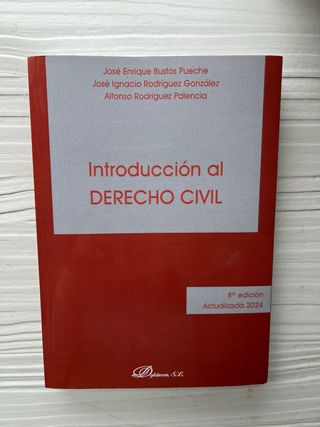 José Enrique Bustos Pueche
José Ignacio Rodríguez González
Alfonso Rodríguez Palencia
Introducción al
DERECHO CIVIL
8ª edición
Actualizada 2024
Dykinson, S.L.